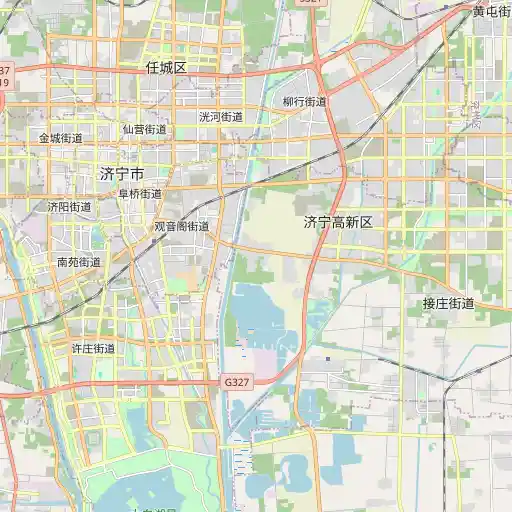 S321
黄屯街
任城区
柳行街道
洸河街道
仙营街道
金城街道
济宁市
阜桥街道
济阳街道
观音阁街道
济宁高新区
南苑街道
接庄街道
许庄街道
G327